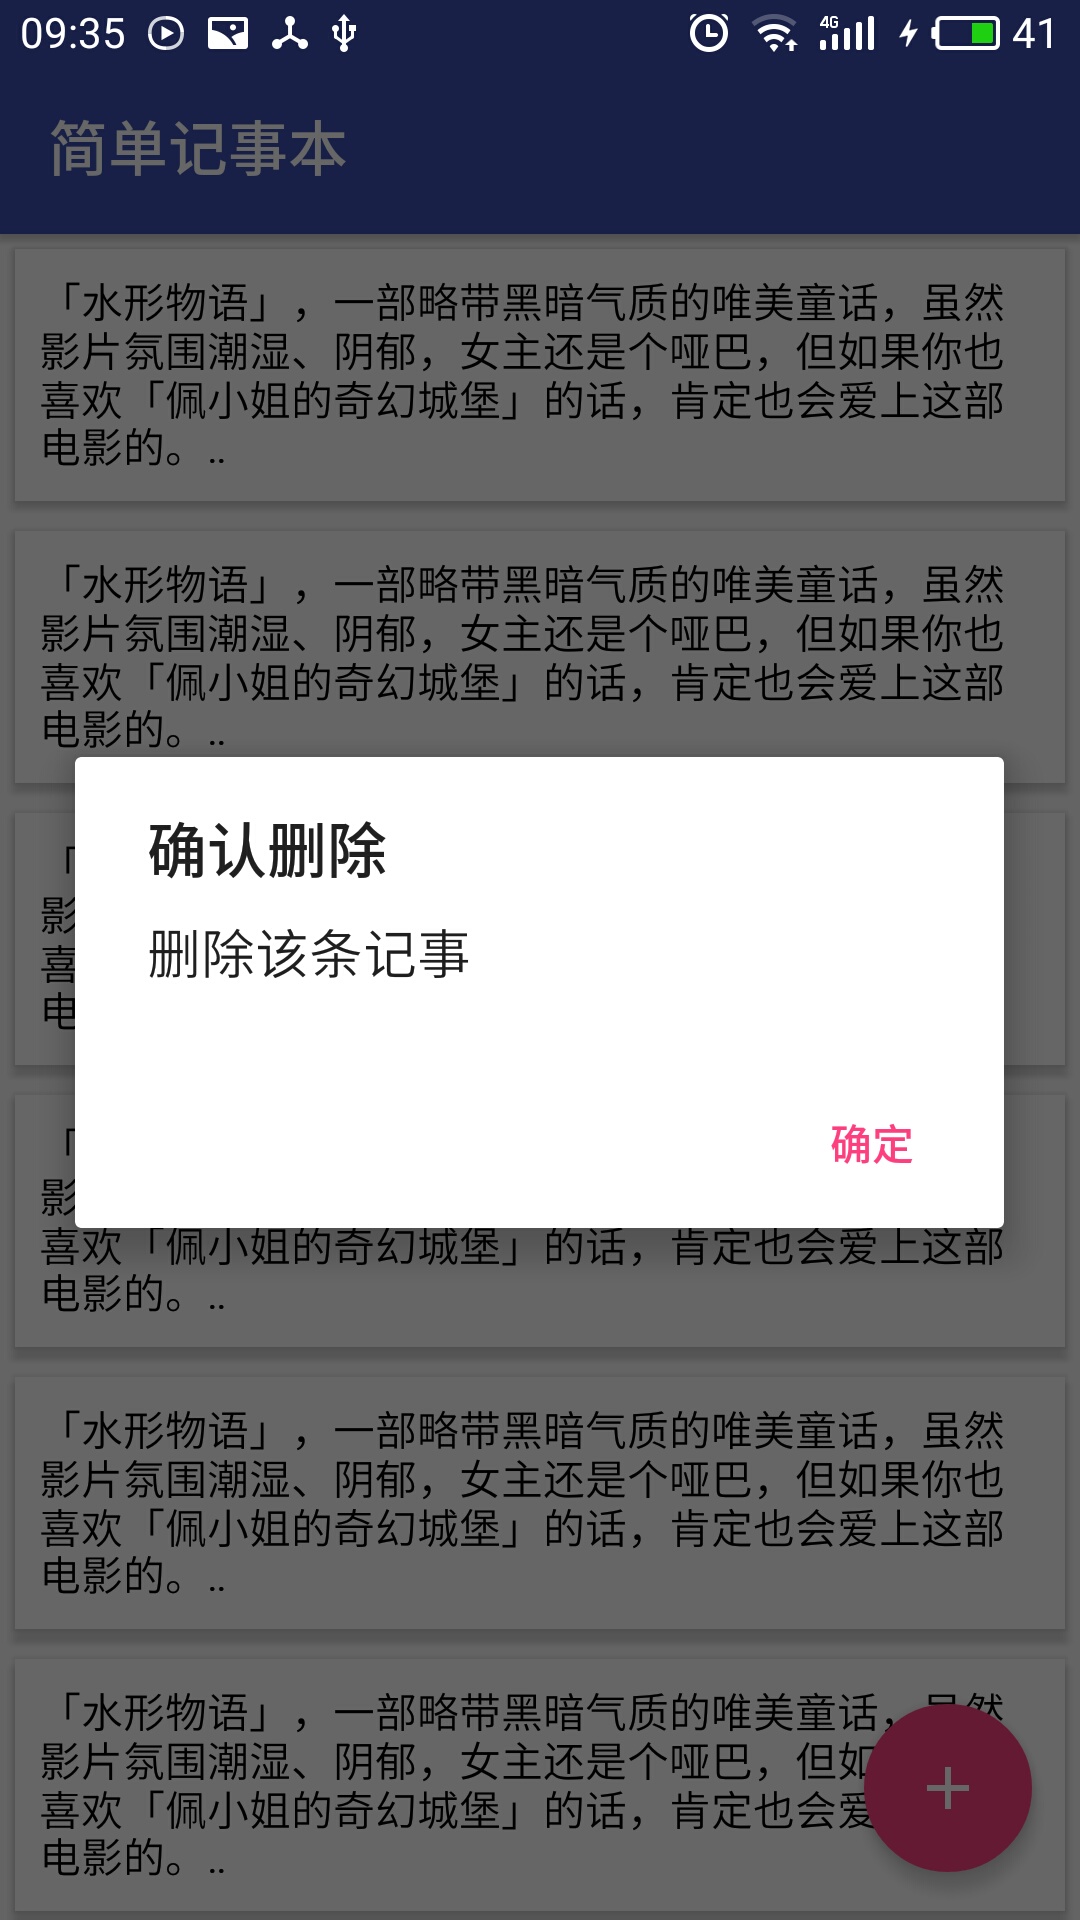 09:35
4G
41
简单记事本
「水形物语」，一部略带黑暗气质的唯美童话，虽然
影片氛围潮湿、阴郁，女主还是个哑巴，但如果你也
喜欢「佩小姐的奇幻城堡」的话，肯定也会爱上这部
电影的。..
「水形物语」，一部略带黑暗气质的唯美童话，虽然
影片氛围潮湿、阴郁，女主还是个哑巴，但如果你也
喜欢「佩小姐的奇幻城堡」的话，肯定也会爱上这部
电影的。..
「
影
喜
电
确认删除
删除该条记事
确定
「
影
喜欢「佩小姐的奇幻城堡」的话，肯定也会爱上这部
电影的。..
「水形物语」，一部略带黑暗气质的唯美童话，虽然
影片氛围潮湿、阴郁，女主还是个哑巴，但如果你也
喜欢「佩小姐的奇幻城堡」的话，肯定也会爱上这部
电影的。..
「水形物语」，一部略带黑暗气质的唯美童话，虽然
影片氛围潮湿、阴郁，女主还是个哑巴，但如
喜欢「佩小姐的奇幻城堡」的话，肯定也会爱
电影的。..